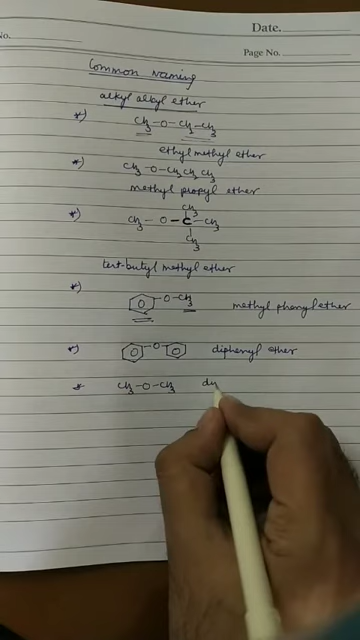 No.
Date.
Page No.
Common Naming
alkyl alkyl ether
*) CH3-O-CH2-CH3
ethyl methyl ether
*) CH3-O-CH2CH2CH3
methyl propyl ether
CH3
*) CH3-O-C-CH3
CH3
tert-butyl methyl ether
*) O-CH3 methyl phenyl ether
*) O diphenyl ether
* CH3-O-CH3